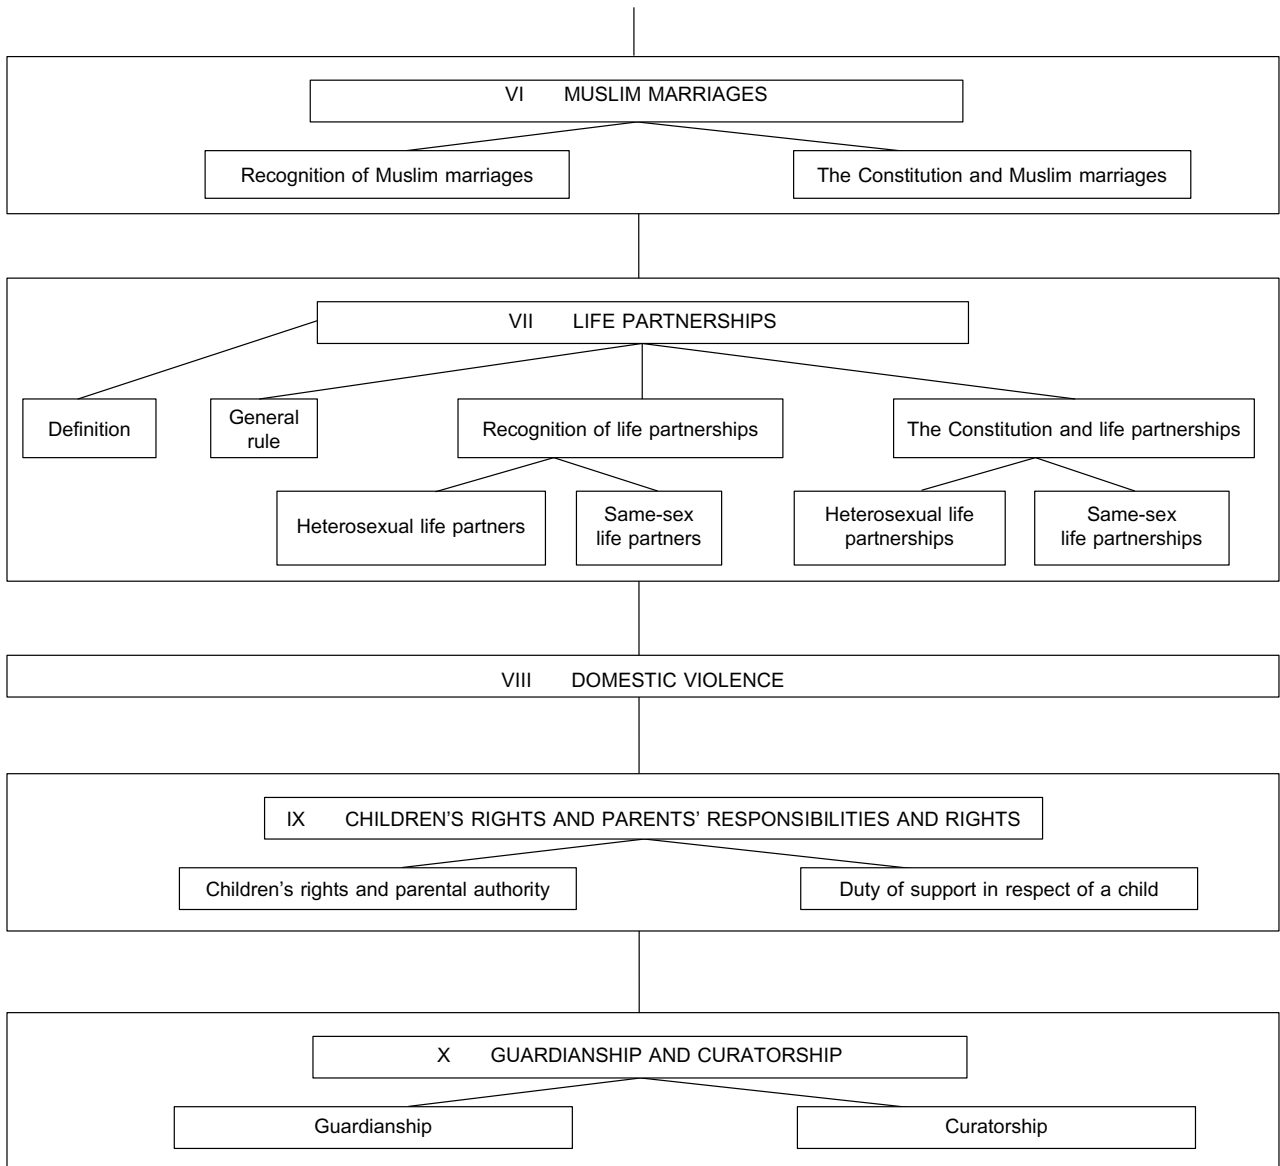 VI MUSLIM MARRIAGES
Recognition of Muslim marriages
The Constitution and Muslim marriages
VII LIFE PARTNERSHIPS
Definition
General
rule
Recognition of life partnerships
The Constitution and life partnerships
Heterosexual life partners
Same-sex
life partners
Heterosexual life
partnerships
Same-sex
life partnerships
VIII DOMESTIC VIOLENCE
IX CHILDREN’S RIGHTS AND PARENTS’ RESPONSIBILITIES AND RIGHTS
Children’s rights and parental authority
Duty of support in respect of a child
X GUARDIANSHIP AND CURATORSHIP
Guardianship
Curatorship